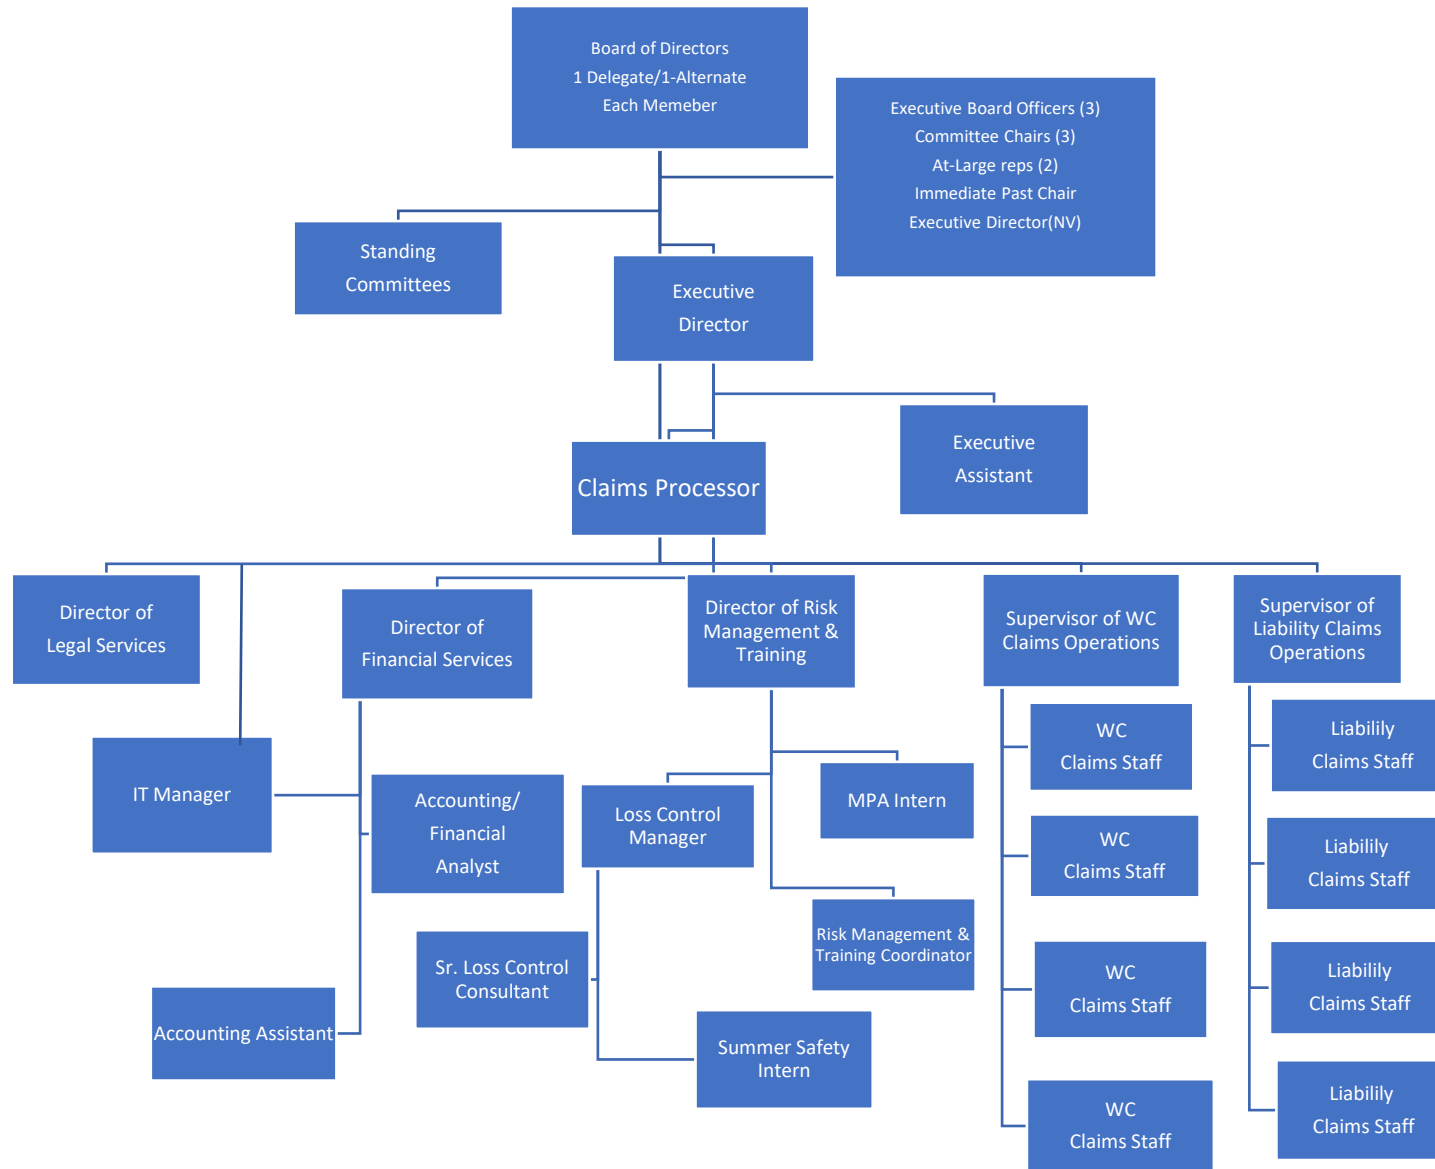 Board of Directors
1 Delegate/1-Alternate
Each Memeber
Executive Board Officers (3)
Committee Chairs (3)
At-Large reps (2)
Immediate Past Chair
Executive Director(NV)
Standing
Committees
Executive
Director
Executive
Assistant
Claims Processor
Director of
Legal Services
Director of
Financial Services
Director of Risk
Management &
Training
Supervisor of WC
Claims Operations
Supervisor of
Liability Claims
Operations
IT Manager
Accounting/
Financial
Analyst
Accounting Assistant
Loss Control
Manager
MPA Intern
Sr. Loss Control
Consultant
Risk Management &
Training Coordinator
Summer Safety
Intern
WC
Claims Staff
WC
Claims Staff
WC
Claims Staff
WC
Claims Staff
Liabilily
Claims Staff
Liabilily
Claims Staff
Liabilily
Claims Staff
Liabilily
Claims Staff